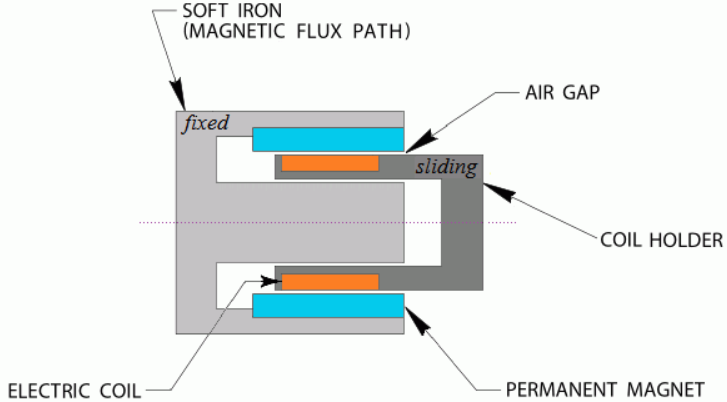 SOFT IRON
(MAGNETIC FLUX PATH)
AIR GAP
fixed
sliding
COIL HOLDER
ELECTRIC COIL
PERMANENT MAGNET